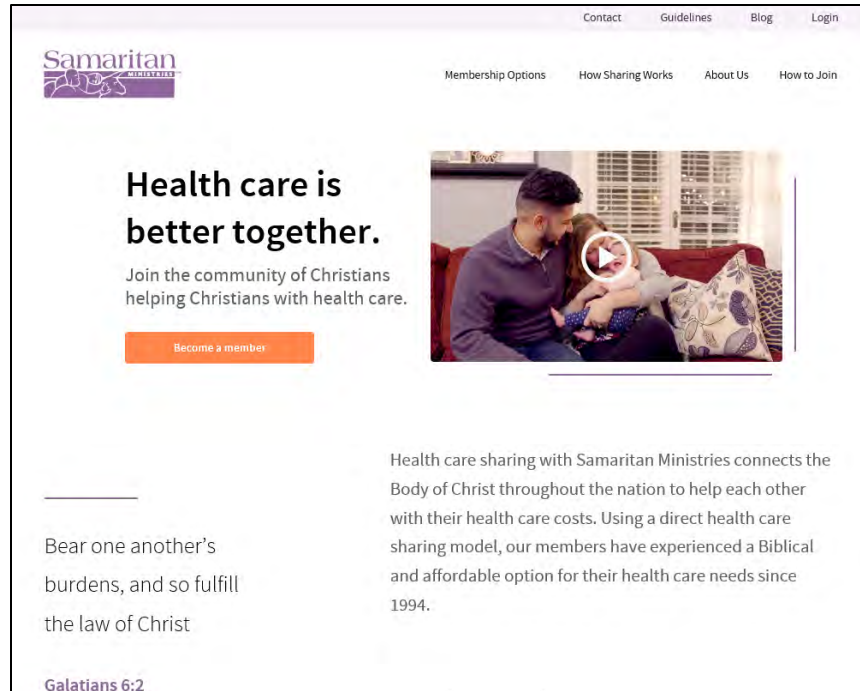 Contact Guidelines Blog Login
Samaritan
MINISTRIES
Membership Options How Sharing Works About Us How to Join
Health care is
better together.
Join the community of Christians
helping Christians with health care.
Become a member
Health care sharing with Samaritan Ministries connects the
Body of Christ throughout the nation to help each other
with their health care costs. Using a direct health care
sharing model, our members have experienced a Biblical
and affordable option for their health care needs since
1994.
Bear one another's
burdens, and so fulfill
the law of Christ
Galatians 6:2